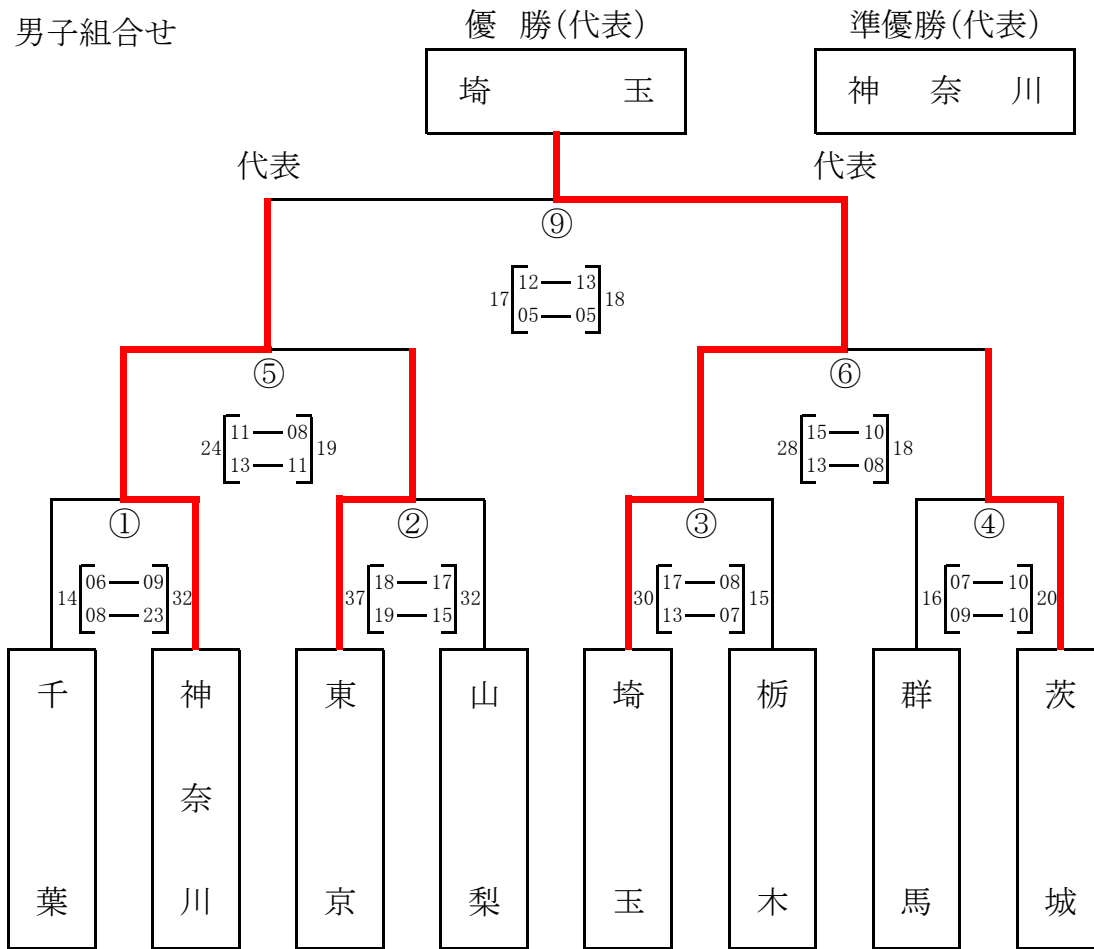 男子組合せ
優 勝(代表)
準優勝(代表)
埼 玉
神 奈 川
代表
代表
⑨
12 13
17 18
05 05
⑤
⑥
11 08
24 19
13 11
15 10
28 18
13 08
①
②
③
④
06 09
14 32
08 23
18 17
37 32
19 15
17 08
30 15
13 07
07 10
16 20
09 10
千葉
神奈川
東京
山梨
埼玉
栃木
群馬
茨城